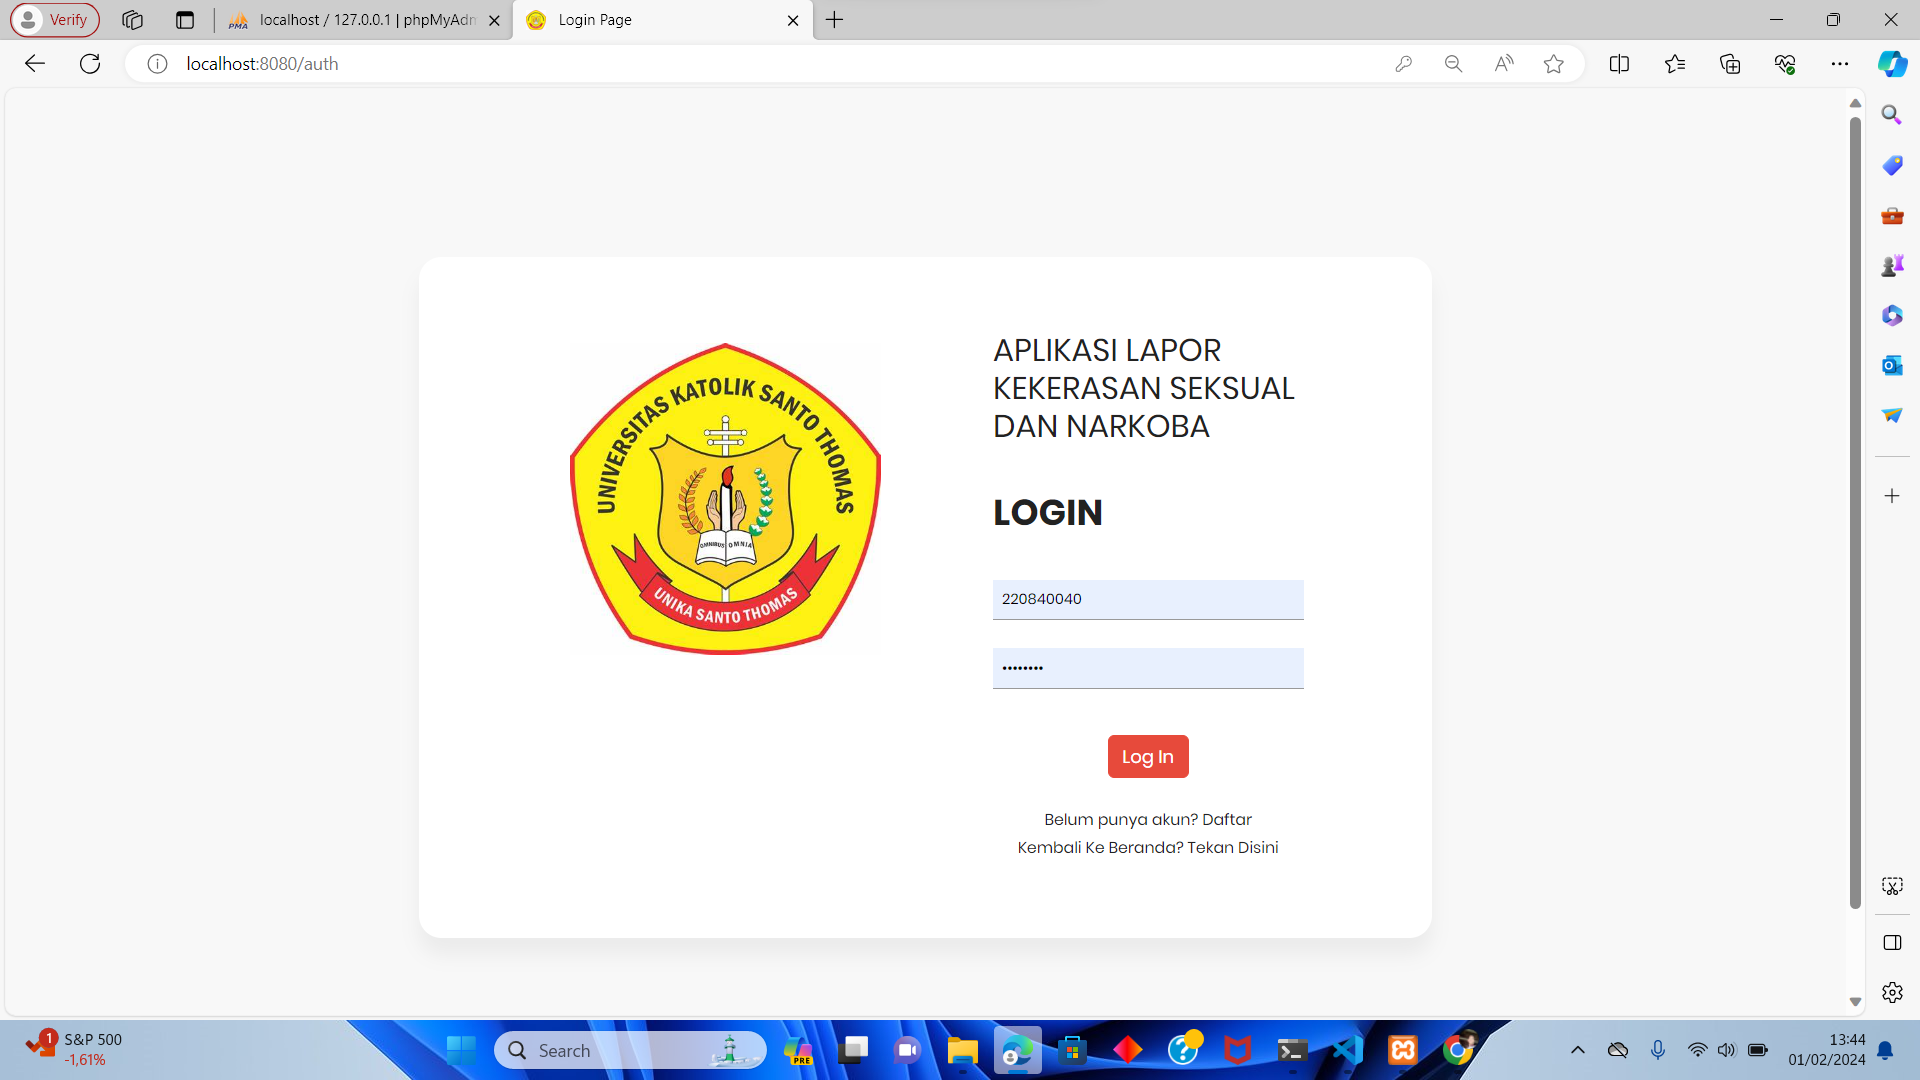 Verify
localhost / 127.0.0.1 | phpMyAdn
Login Page
localhost:8080/auth
UNIVERSITAS KATOLIK SANTO THOMAS
OMNIBUS OMNIA
UNIKA SANTO THOMAS
APLIKASI LAPOR
KEKERASAN SEKSUAL
DAN NARKOBA
LOGIN
220840040
••••••••
Log In
Belum punya akun? Daftar
Kembali Ke Beranda? Tekan Disini
1
S&P 500
-1,61%
Search
PRE
13:44
01/02/2024